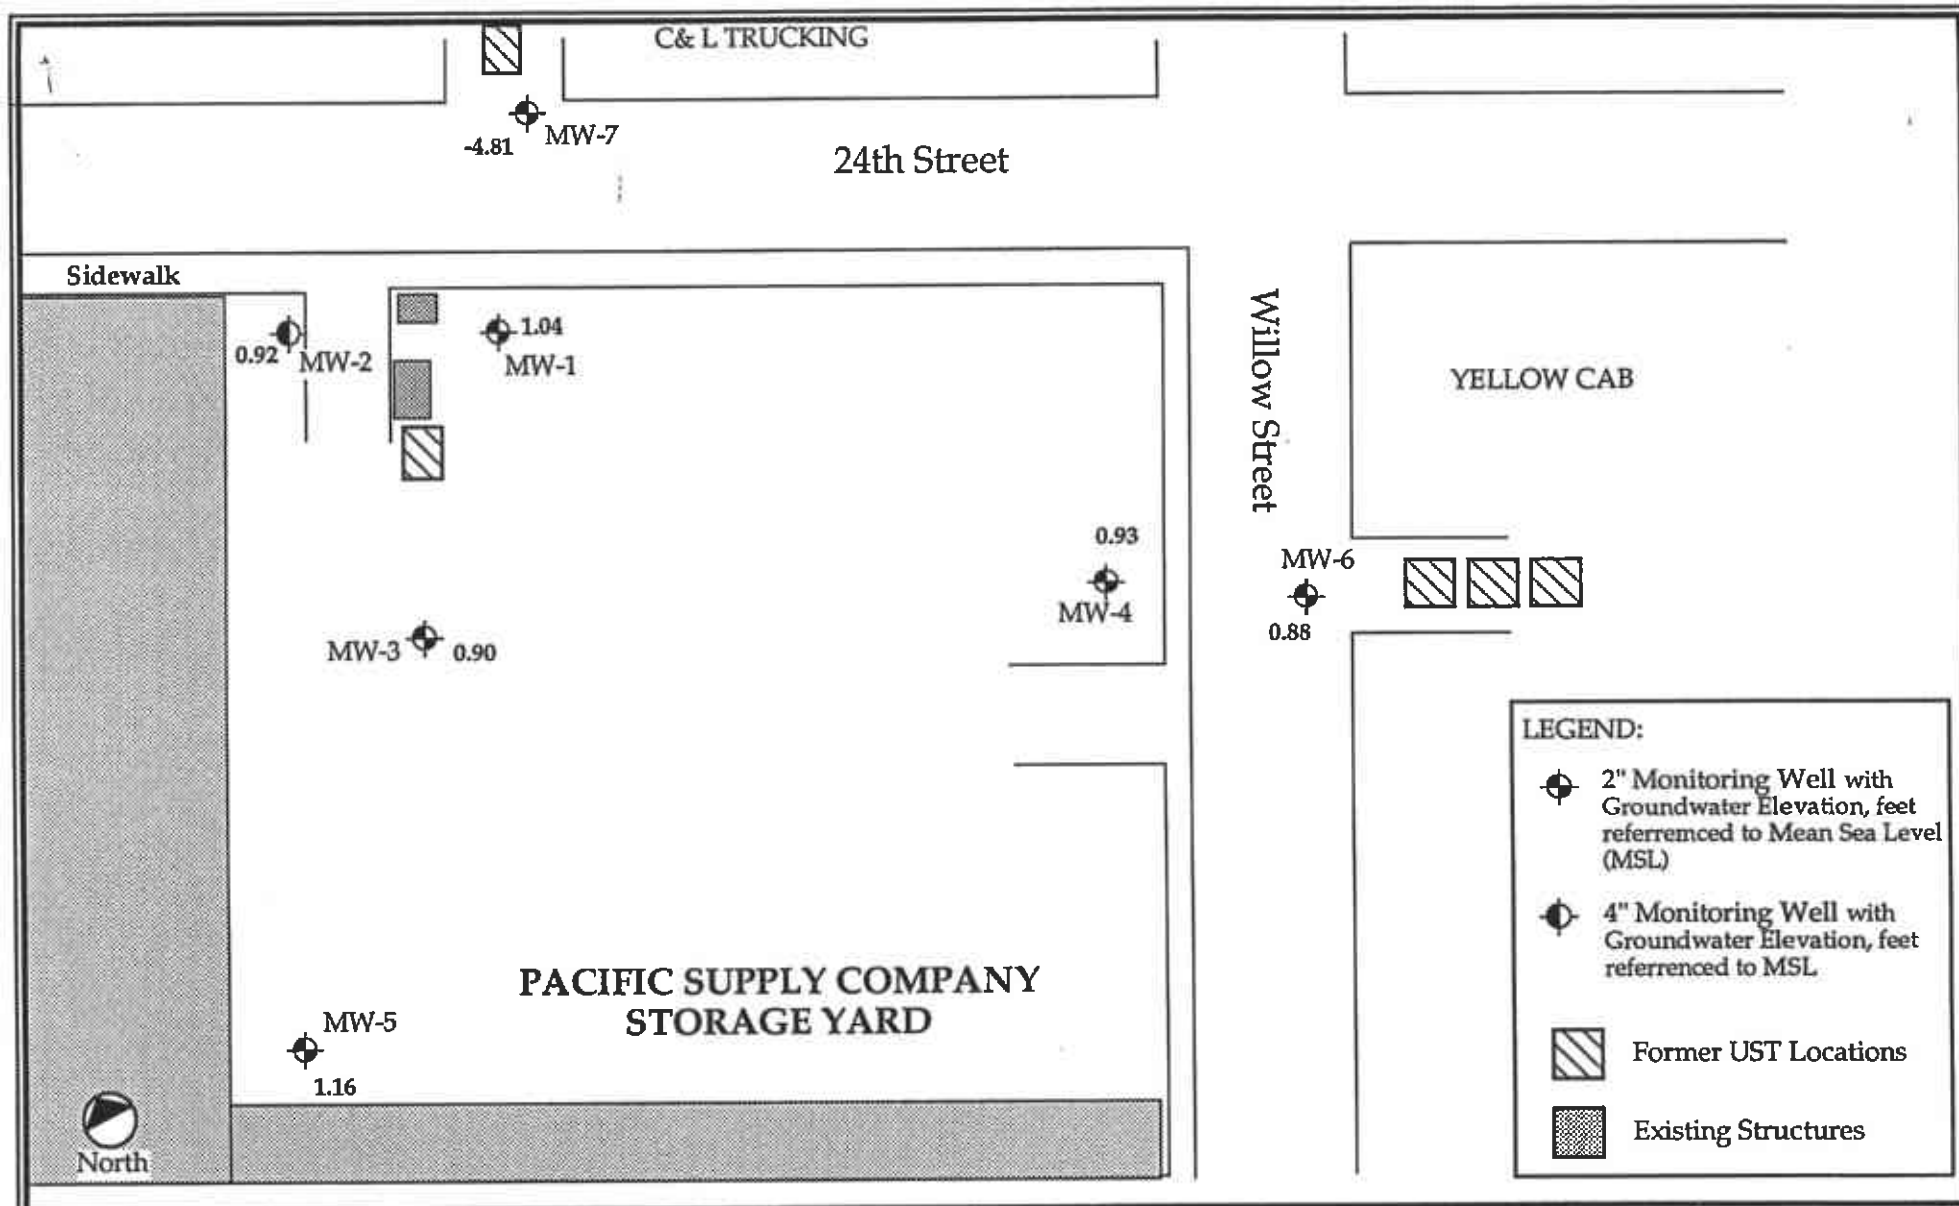 C& L TRUCKING
MW-7
-4.81
24th Street
Sidewalk
1.04
0.92
MW-2
MW-1
Willow Street
YELLOW CAB
0.93
MW-6
MW-4
0.88
MW-3
0.90
LEGEND:
2" Monitoring Well with
Groundwater Elevation, feet
referremced to Mean Sea Level
(MSL)
4" Monitoring Well with
Groundwater Elevation, feet
referrenced to MSL
PACIFIC SUPPLY COMPANY
STORAGE YARD
MW-5
1.16
Former UST Locations
Existing Structures
North